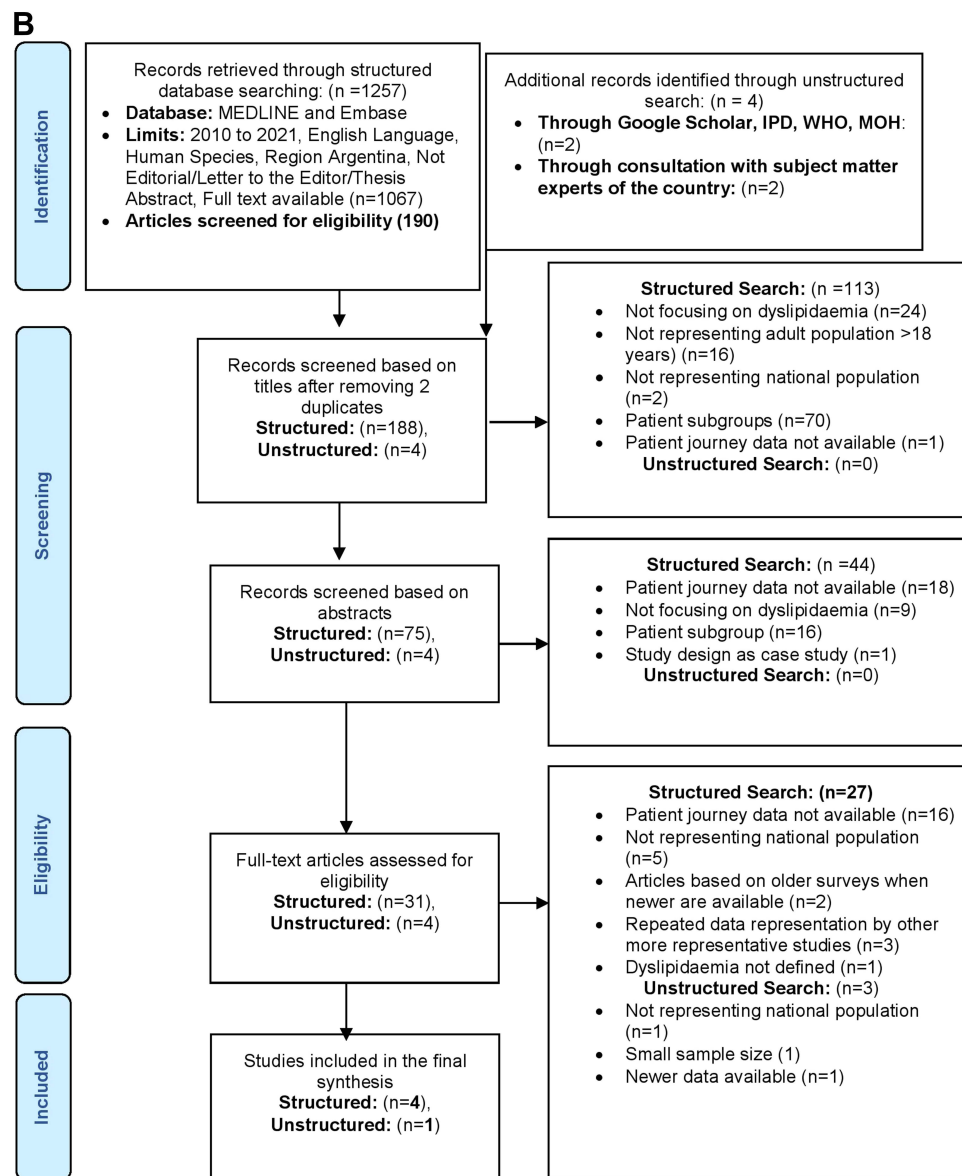 B
Identification
Records retrieved through structured
database searching: (n =1257)
• Database: MEDLINE and Embase
• Limits: 2010 to 2021, English Language,
Human Species, Region Argentina, Not
Editorial/Letter to the Editor/Thesis
Abstract, Full text available (n=1067)
• Articles screened for eligibility (190)
Additional records identified through unstructured
search: (n = 4)
• Through Google Scholar, IPD, WHO, MOH:
(n=2)
• Through consultation with subject matter
experts of the country: (n=2)
Screening
Records screened based on
titles after removing 2
duplicates
Structured: (n=188),
Unstructured: (n=4)
Structured Search: (n =113)
• Not focusing on dyslipidaemia (n=24)
• Not representing adult population >18
years) (n=16)
• Not representing national population
(n=2)
• Patient subgroups (n=70)
• Patient journey data not available (n=1)
Unstructured Search: (n=0)
Records screened based on
abstracts
Structured: (n=75),
Unstructured: (n=4)
Structured Search: (n =44)
• Patient journey data not available (n=18)
• Not focusing on dyslipidaemia (n=9)
• Patient subgroup (n=16)
• Study design as case study (n=1)
Unstructured Search: (n=0)
Eligibility
Full-text articles assessed for
eligibility
Structured: (n=31),
Unstructured: (n=4)
Structured Search: (n=27)
• Patient journey data not available (n=16)
• Not representing national population
(n=5)
• Articles based on older surveys when
newer are available (n=2)
• Repeated data representation by other
more representative studies (n=3)
• Dyslipidaemia not defined (n=1)
Unstructured Search: (n=3)
• Not representing national population
(n=1)
• Small sample size (1)
• Newer data available (n=1)
Included
Studies included in the final
synthesis
Structured: (n=4),
Unstructured: (n=1)